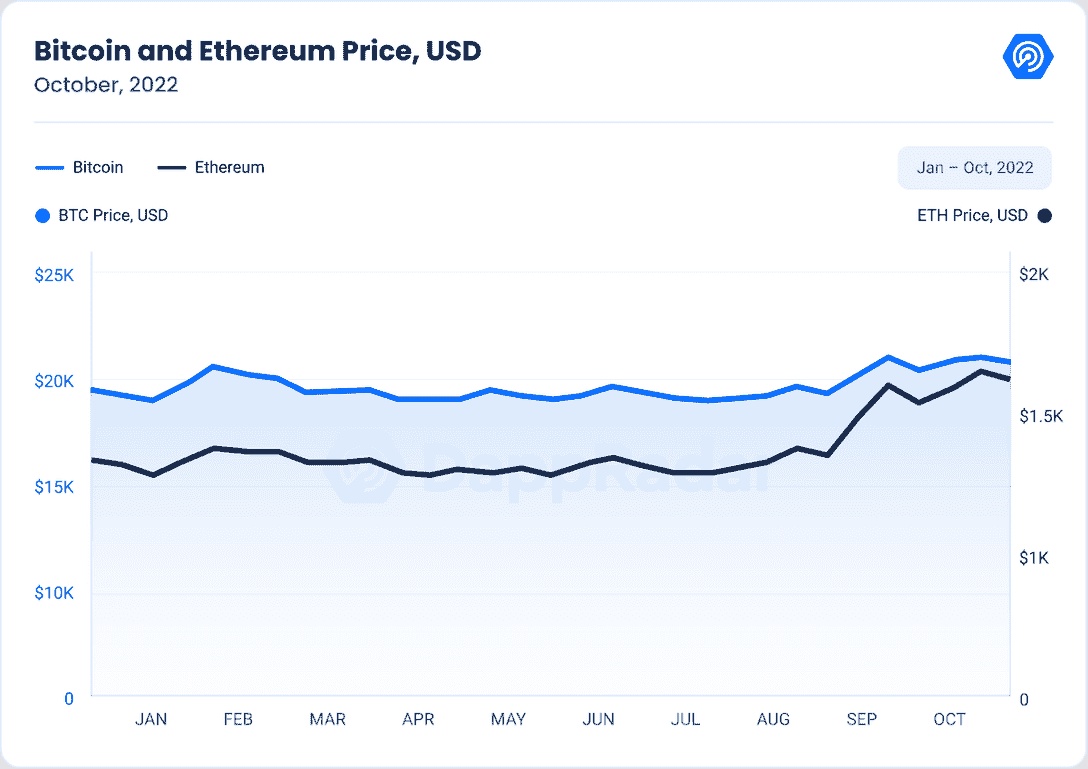 Bitcoin and Ethereum Price, USD
October, 2022
Bitcoin Ethereum
Jan – Oct, 2022
BTC Price, USD
ETH Price, USD
$25K
$20K
$15K
$10K
0
$2K
$1.5K
$1K
0
DappRadar
JAN FEB MAR APR MAY JUN JUL AUG SEP OCT